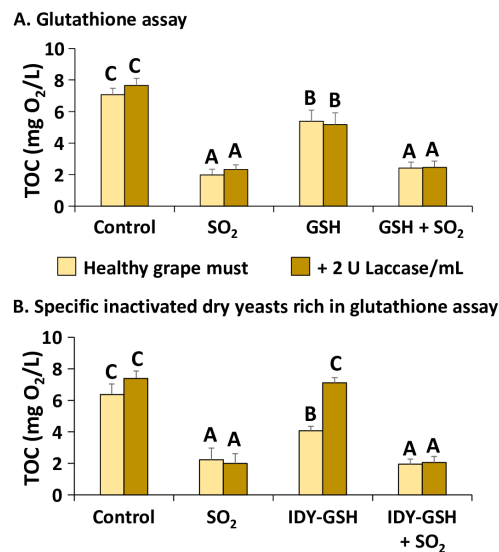 A. Glutathione assay
TOC (mg O₂/L)
10
8
6
4
2
0
C C
A A
B B
A A
Control SO₂ GSH GSH + SO₂
Healthy grape must + 2 U Laccase/mL
B. Specific inactivated dry yeasts rich in glutathione assay
TOC (mg O₂/L)
10
8
6
4
2
0
C C
A A
B C
A A
Control SO₂ IDY-GSH IDY-GSH
+ SO₂